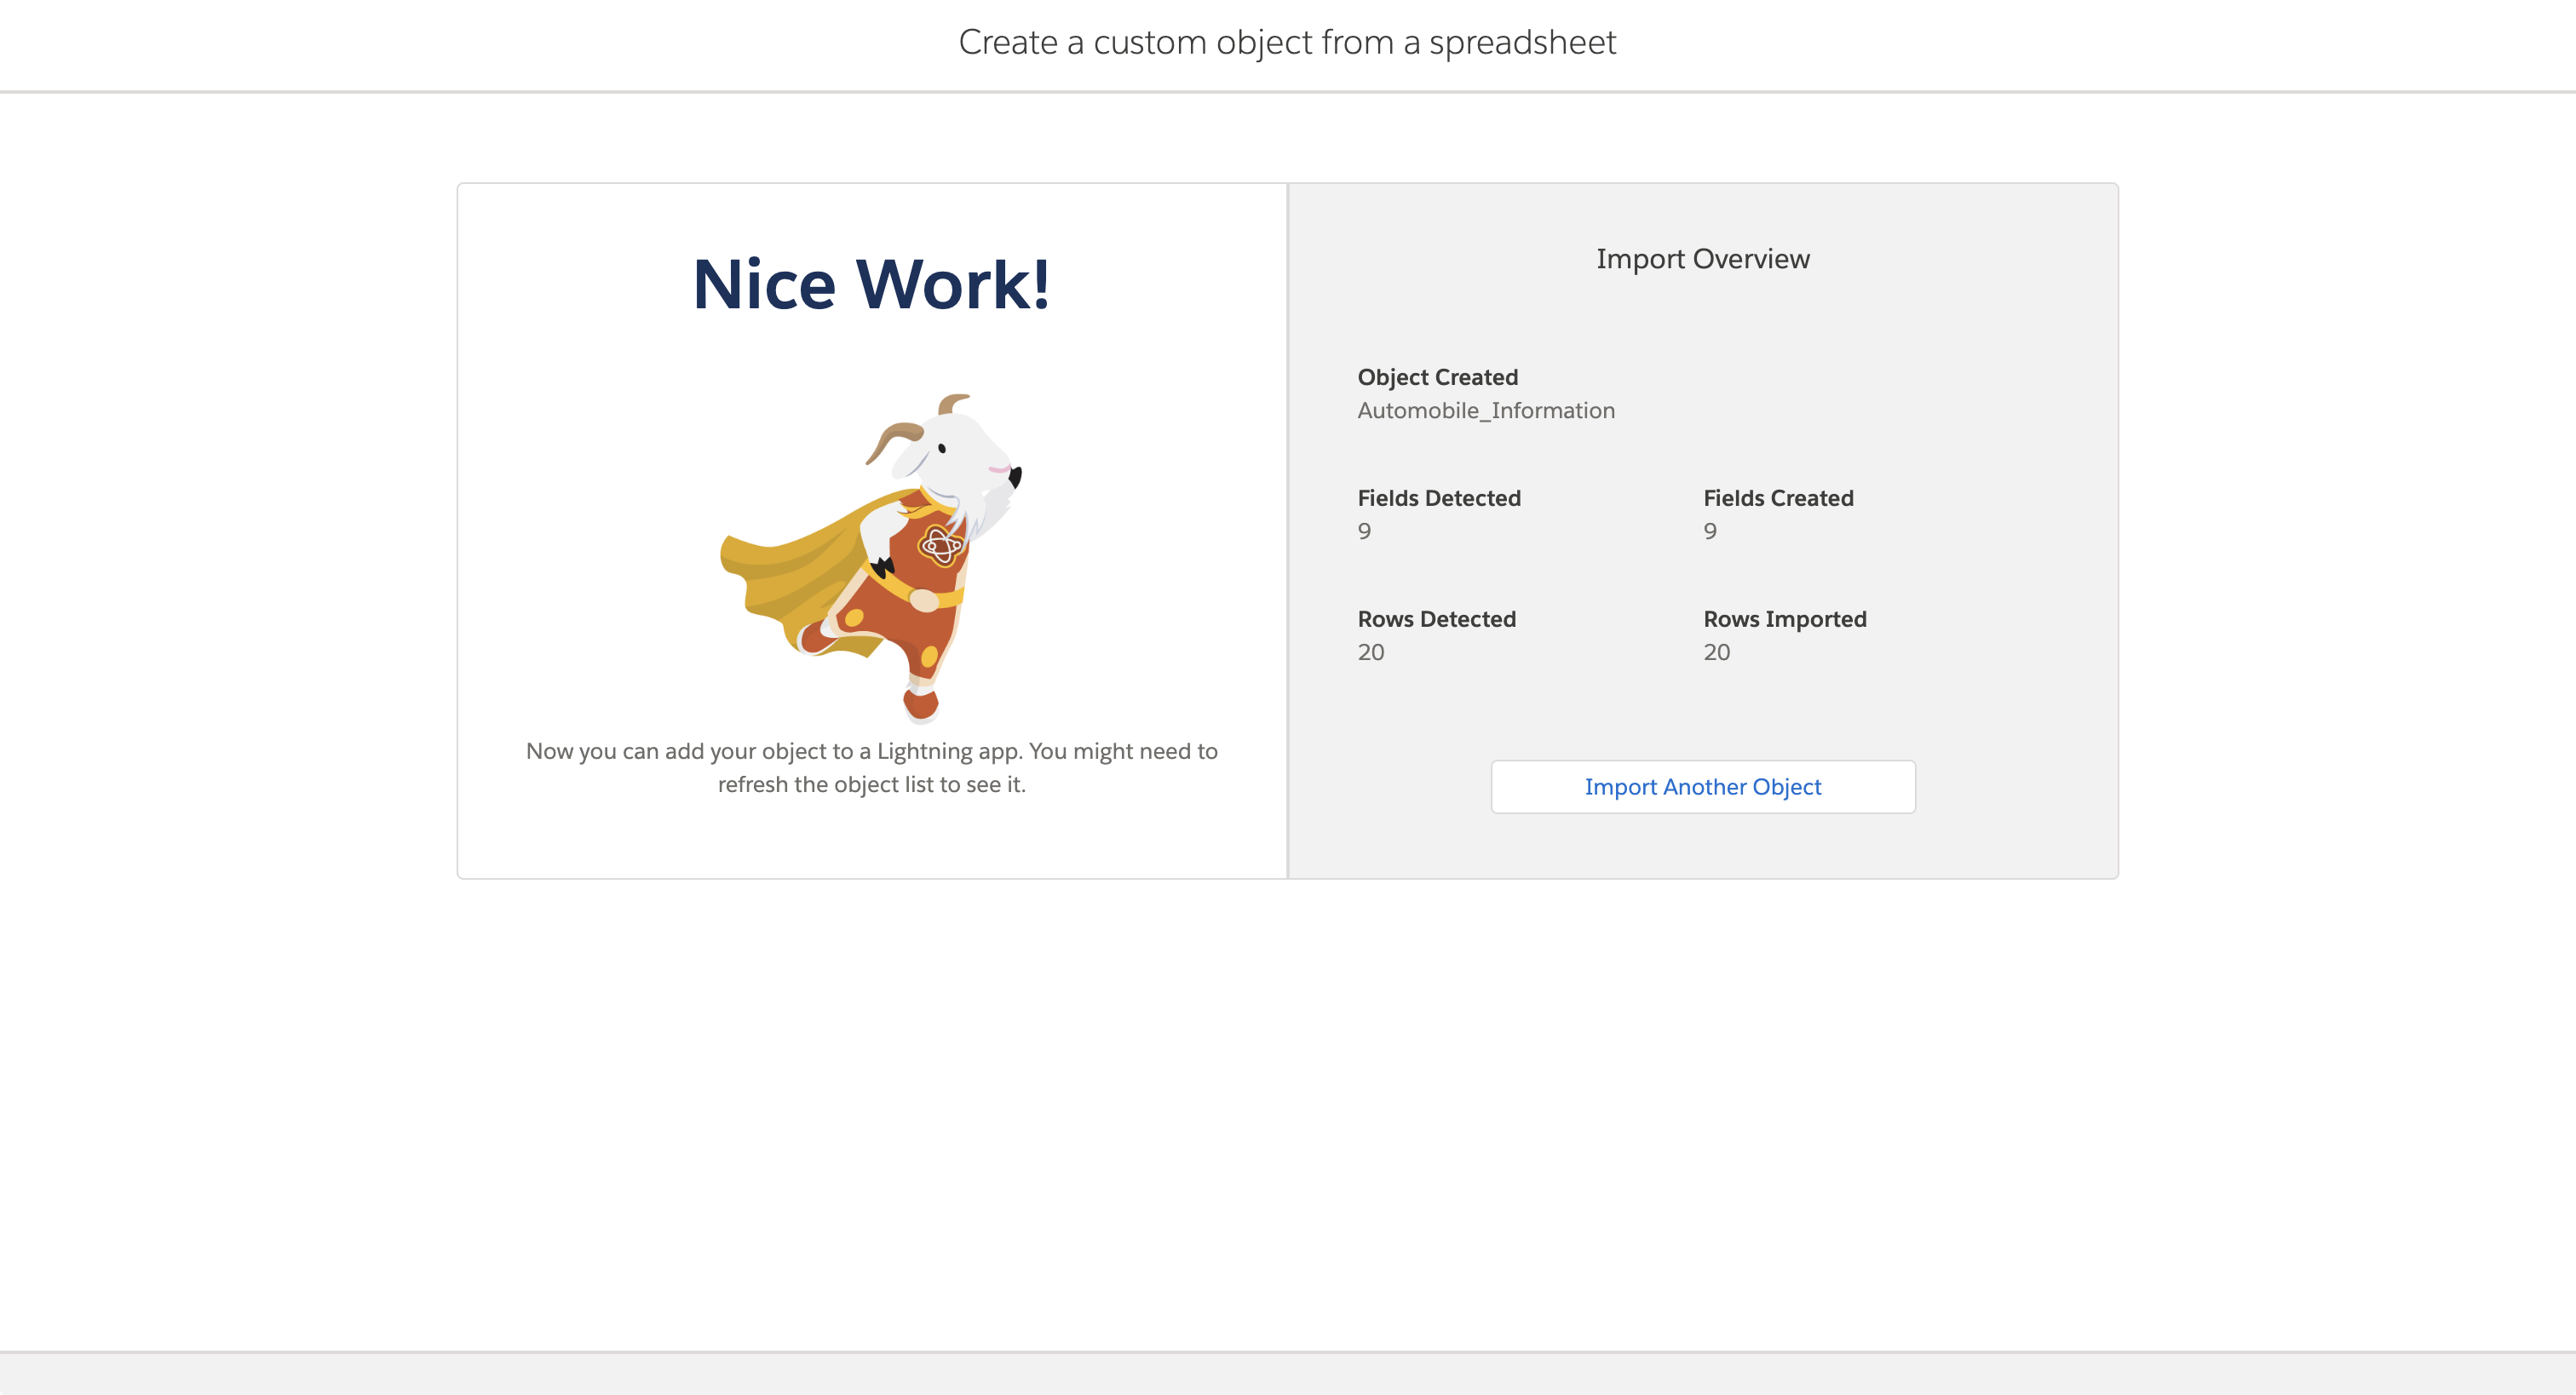 Create a custom object from a spreadsheet
Nice Work!
Now you can add your object to a Lightning app. You might need to
refresh the object list to see it.
Import Overview
Object Created
Automobile_Information
Fields Detected
9
Fields Created
9
Rows Detected
20
Rows Imported
20
Import Another Object